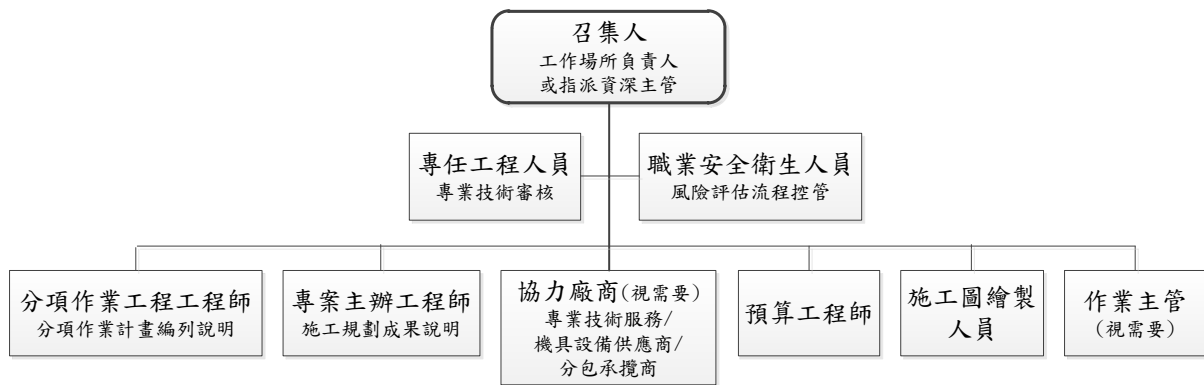 召集人
工作場所負責人
或指派資深主管
專任工程人員
專業技術審核
職業安全衛生人員
風險評估流程控管
分項作業工程工程師
分項作業計畫編列說明
專案主辦工程師
施工規劃成果說明
協力廠商(視需要)
專業技術服務/
機具設備供應商/
分包承攬商
預算工程師
施工圖繪製
人員
作業主管
(視需要)